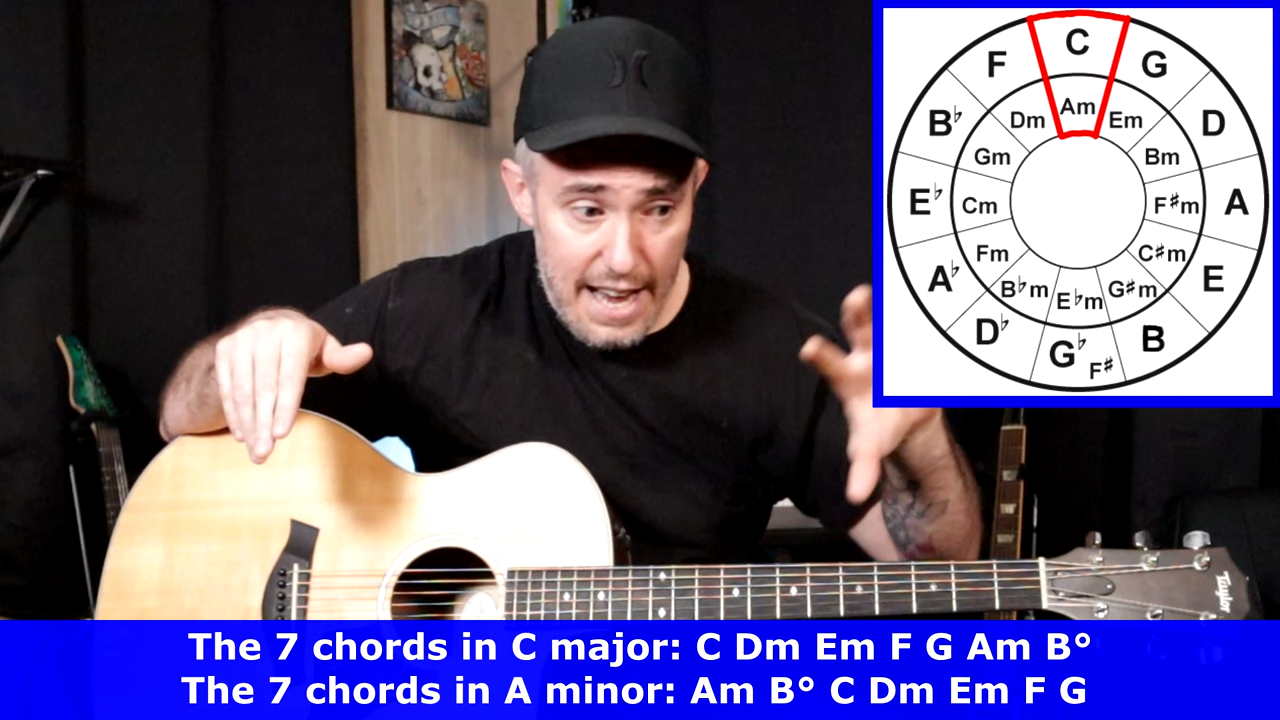 C
F
G
Am
Dm
Em
B♭
D
Gm
Bm
E♭
Cm
F♯m
A
Fm
C♯m
A♭
E
B♭m
E♭m
G♯m
D♭
B
G♭
F♯
Taylor
The 7 chords in C major: C Dm Em F G Am B°
The 7 chords in A minor: Am B° C Dm Em F G